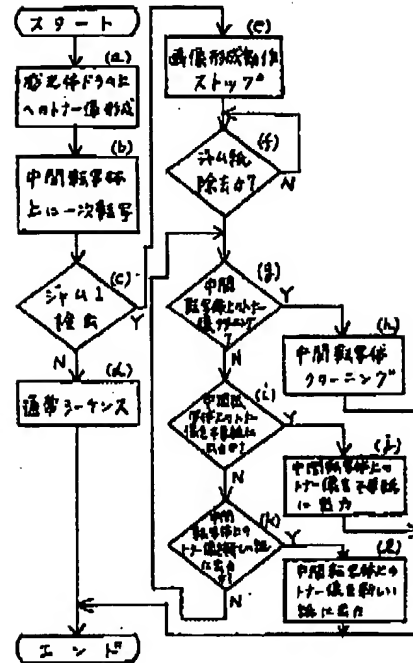 スタート
(a)
感光体ドラム上
へのトナー像形成
(b)
中間転写体
上に一次転写
(c)
ジャム1
検出
Y
N
(d)
通常シーケンス
エンド
(e)
画像形成動作
ストップ
(f)
ジャム紙
除去か?
N
(g)
中間
転写体上のトナー
像クリーニング
?
Y
N
(h)
中間転写体
クリーニング
(i)
中間転
写体上のトナー
像を不要紙に
出力か?
Y
N
(j)
中間転写体上の
トナー像を不要紙
に出力
(k)
中間
転写体上の
トナー像を新しい紙
に出力
か?
Y
N
(l)
中間転写体上の
トナー像を新しい
紙に出力